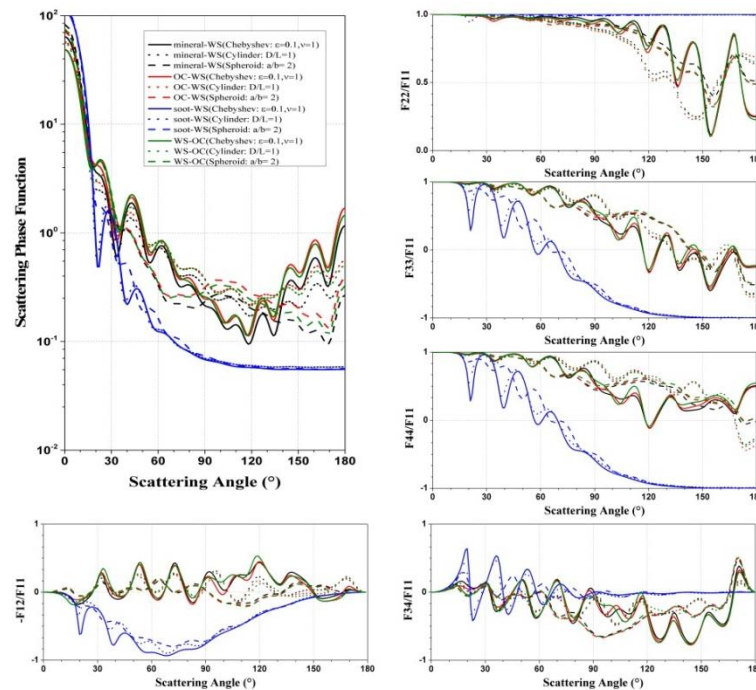 10²
10¹
10⁰
10⁻¹
10⁻²
Scattering Phase Function
mineral-WS(Chebyshev: ε=0.1,ν=1)
mineral-WS(Cylinder: D/L=1)
mineral-WS(Spheroid: a/b= 2)
OC-WS(Chebyshev: ε=0.1,ν=1)
OC-WS(Cylinder: D/L=1)
OC-WS(Spheroid: a/b= 2)
soot-WS(Chebyshev: ε=0.1,ν=1)
soot-WS(Cylinder: D/L=1)
soot-WS(Spheroid: a/b= 2)
WS-OC(Chebyshev: ε=0.1,ν=1)
WS-OC(Cylinder: D/L=1)
WS-OC(Spheroid: a/b= 2)
0 30 60 90 120 150 180
Scattering Angle (°)
F22/F11
1.0
0.5
0.0
0 30 60 90 120 150 180
Scattering Angle (°)
F33/F11
1
0
-1
0 30 60 90 120 150 180
Scattering Angle (°)
F44/F11
1
0
-1
0 30 60 90 120 150 180
Scattering Angle (°)
-F12/F11
1
0
-1
0 30 60 90 120 150 180
Scattering Angle (°)
F34/F11
1
0
-1
0 30 60 90 120 150 180
Scattering Angle (°)